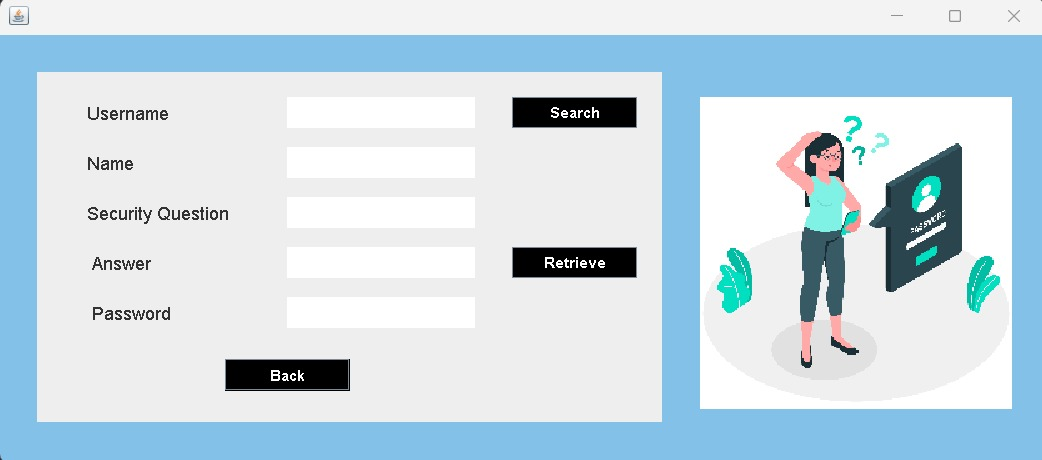 Username
Search
Name
Security Question
Answer
Retrieve
Password
Back